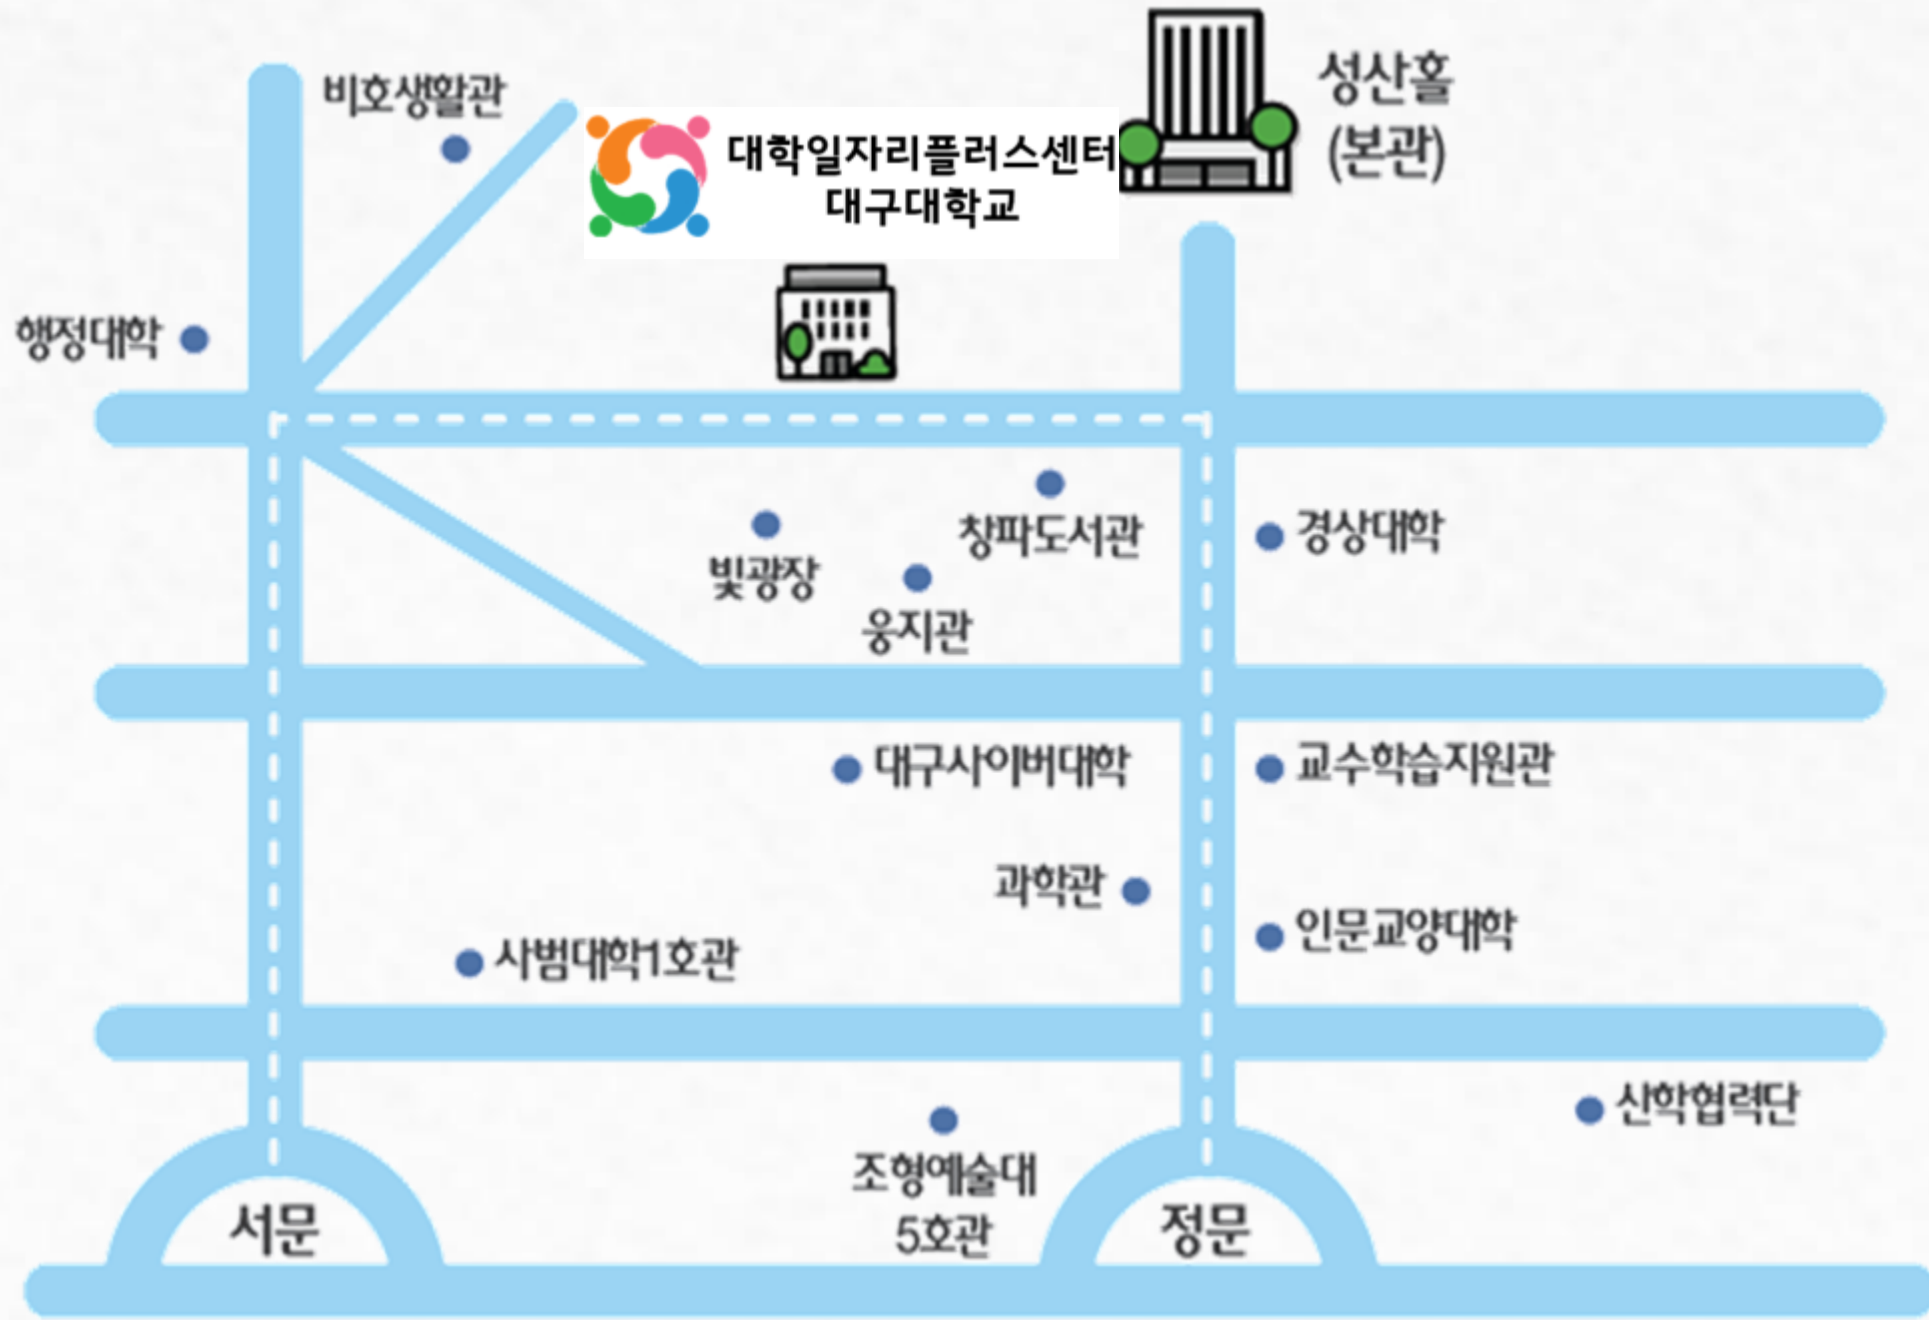 비호생활관
대학일자리플러스센터
대구대학교
성산홀
(본관)
행정대학
창파도서관
경상대학
빛광장
웅지관
대구사이버대학
교수학습지원관
과학관
인문교양대학
사범대학1호관
산학협력단
조형예술대
5호관
서문
정문